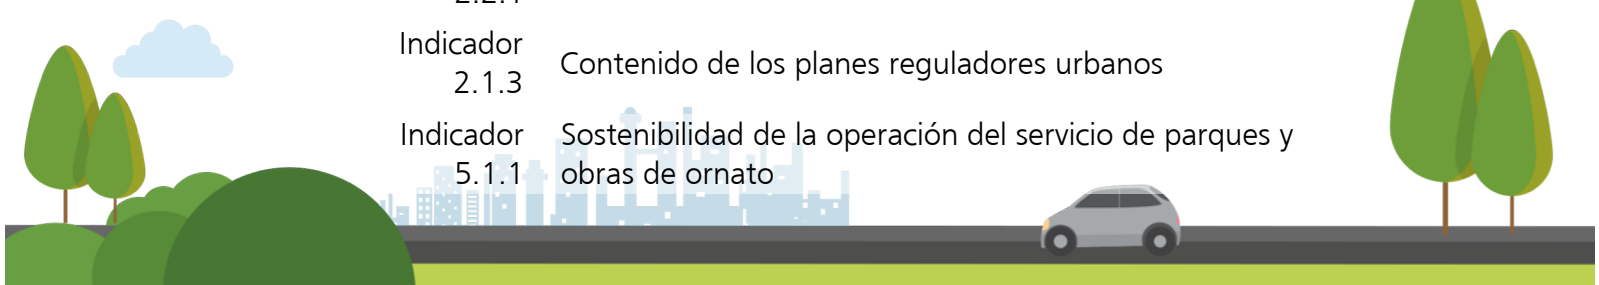 Indicador
2.1.3
Contenido de los planes reguladores urbanos
Indicador
5.1.1
Sostenibilidad de la operación del servicio de parques y
obras de ornato